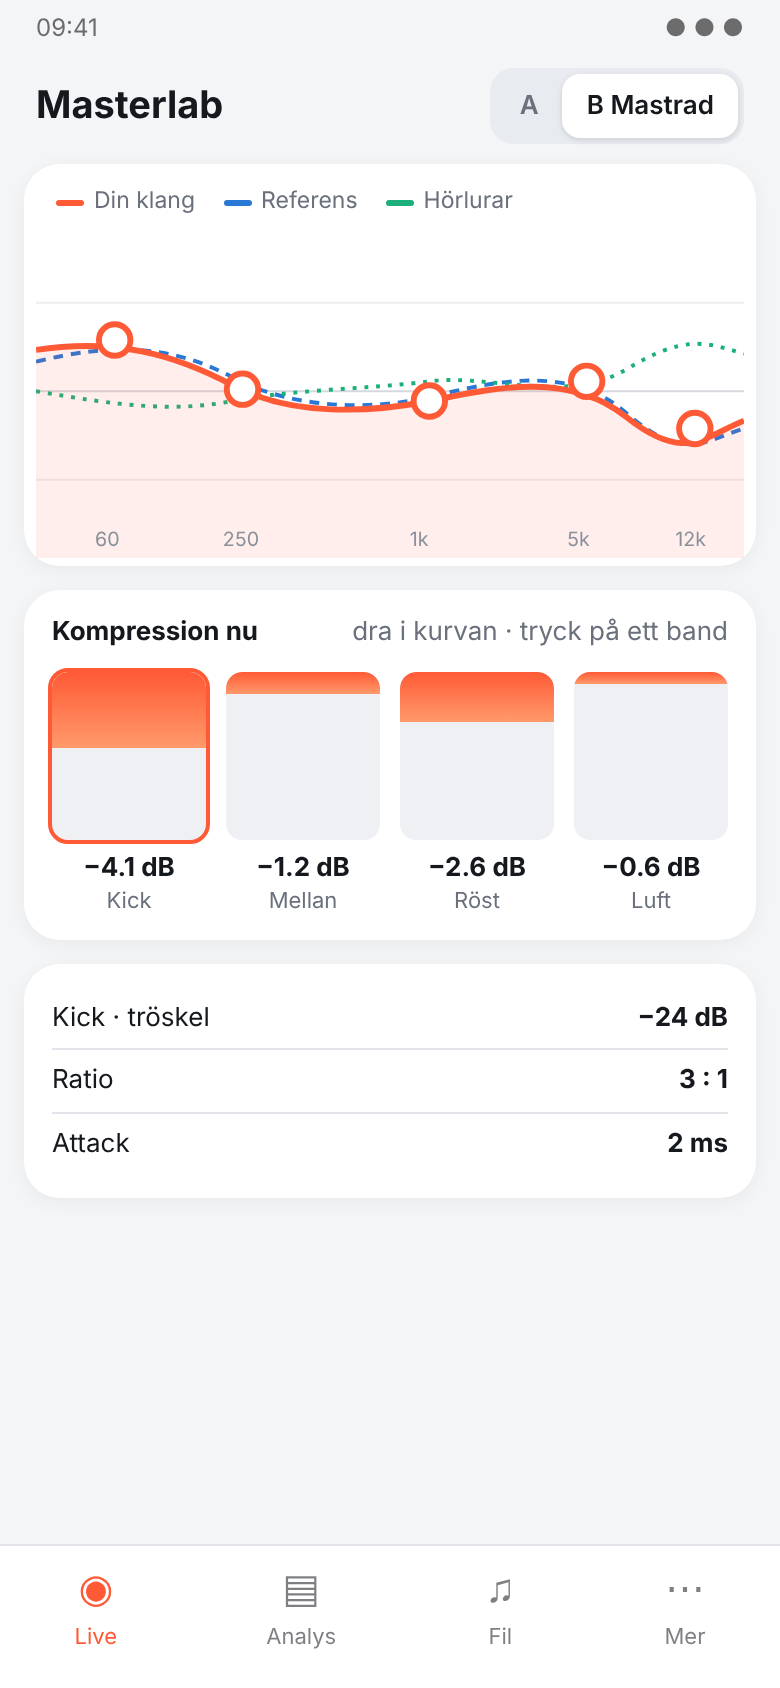 09:41
Masterlab
A
B Mastrad
Din klang
Referens
Hörlurar
60
250
1k
5k
12k
Kompression nu
dra i kurvan · tryck på ett band
−4.1 dB
−1.2 dB
−2.6 dB
−0.6 dB
Kick
Mellan
Röst
Luft
Kick · tröskel
−24 dB
Ratio
3 : 1
Attack
2 ms
Live
Analys
Fil
Mer